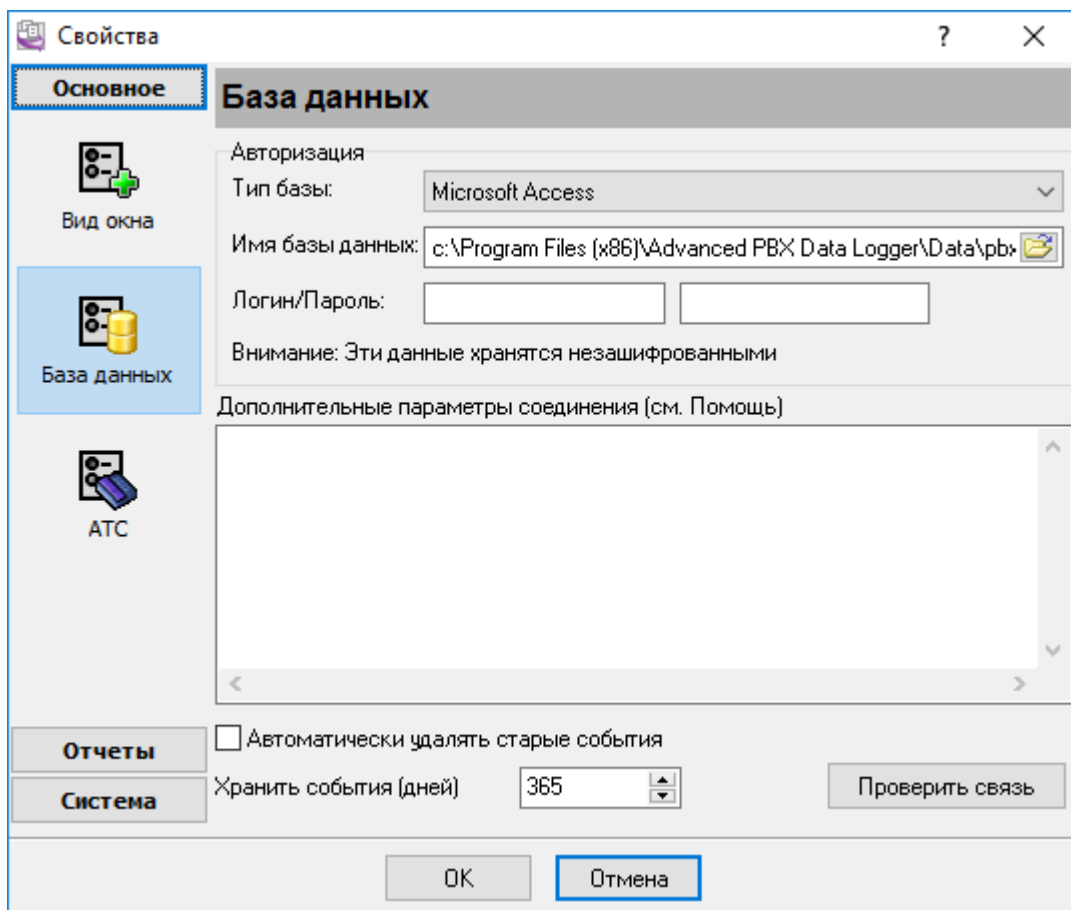 Свойства
Основное
База данных
Авторизация
Тип базы: Microsoft Access
Вид окна
Имя базы данных: c:\Program Files (x86)\Advanced PBX Data Logger\Data\pbx
Логин/Пароль:
Внимание: Эти данные хранятся незашифрованными
База данных
Дополнительные параметры соединения (см. Помощь)
АТС
Отчеты
Автоматически удалять старые события
Система
Хранить события (дней) 365 Проверить связь
OK Отмена